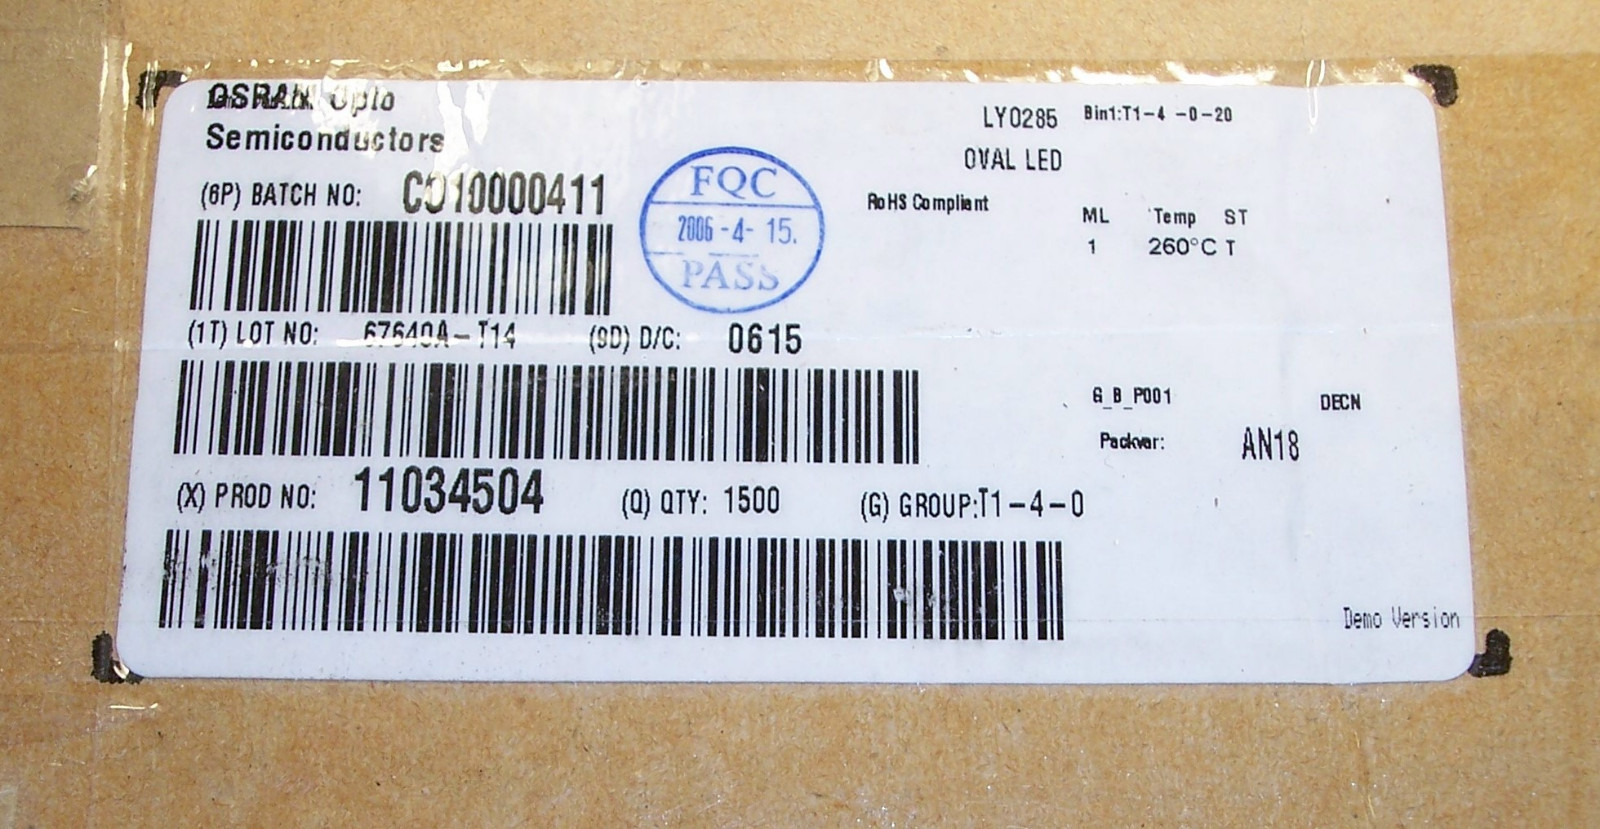 OSRAM Opto
Semiconductors
LY0285 Bin1:T1-4 -0-20
OVAL LED
(6P) BATCH NO: CO10000411
RoHS Compliant
ML Temp ST
1 260°C T
FQC
2006-4-15.
PASS
(1T) LOT NO: 67640A-T14 (9D) D/C: 0615
G_B_P001 DECN
Packvar: AN18
(X) PROD NO: 11034504 (Q) QTY: 1500 (G) GROUP:T1-4-0
Demo Version